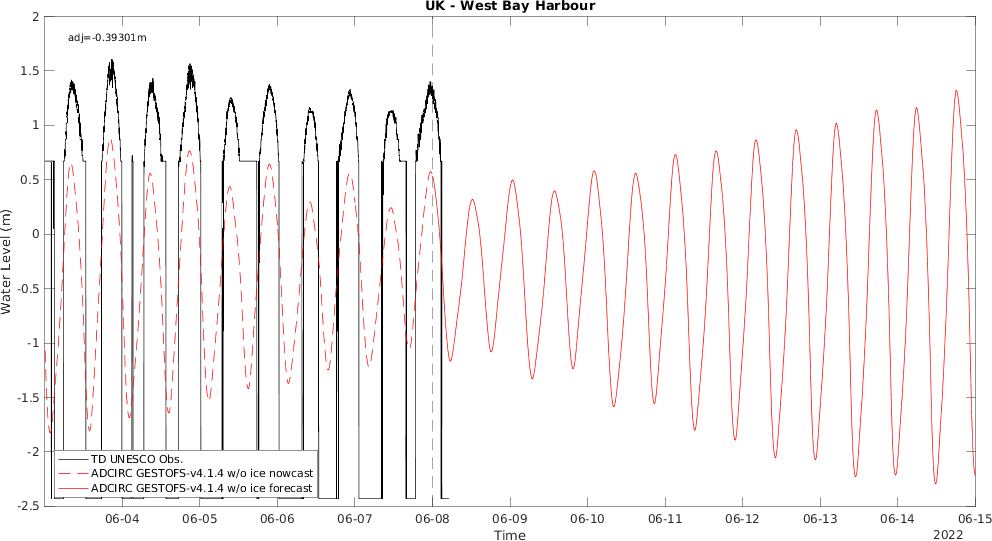 UK - West Bay Harbour
adj=-0.39301m
2
1.5
1
0.5
0
-0.5
-1
-1.5
-2
-2.5
Water Level (m)
TD UNESCO Obs.
ADCIRC GESTOFS-v4.1.4 w/o ice nowcast
ADCIRC GESTOFS-v4.1.4 w/o ice forecast
06-04 06-05 06-06 06-07 06-08 06-09 06-10 06-11 06-12 06-13 06-14 06-15
Time
2022